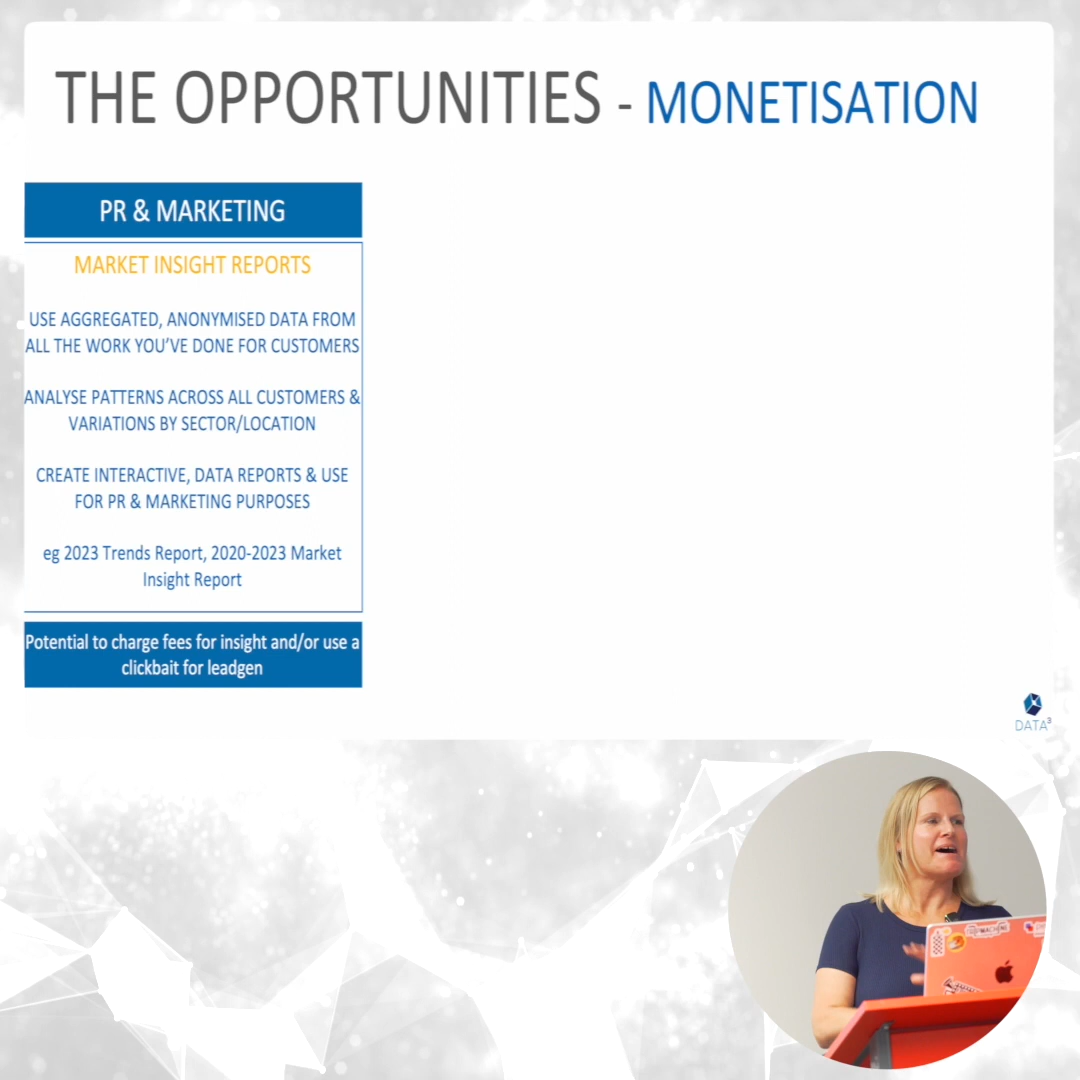 THE OPPORTUNITIES - MONETISATION
PR & MARKETING
MARKET INSIGHT REPORTS
USE AGGREGATED, ANONYMISED DATA FROM
ALL THE WORK YOU'VE DONE FOR CUSTOMERS
ANALYSE PATTERNS ACROSS ALL CUSTOMERS &
VARIATIONS BY SECTOR/LOCATION
CREATE INTERACTIVE, DATA REPORTS & USE
FOR PR & MARKETING PURPOSES
eg 2023 Trends Report, 2020-2023 Market
Insight Report
Potential to charge fees for insight and/or use a
clickbait for leadgen
DATA³